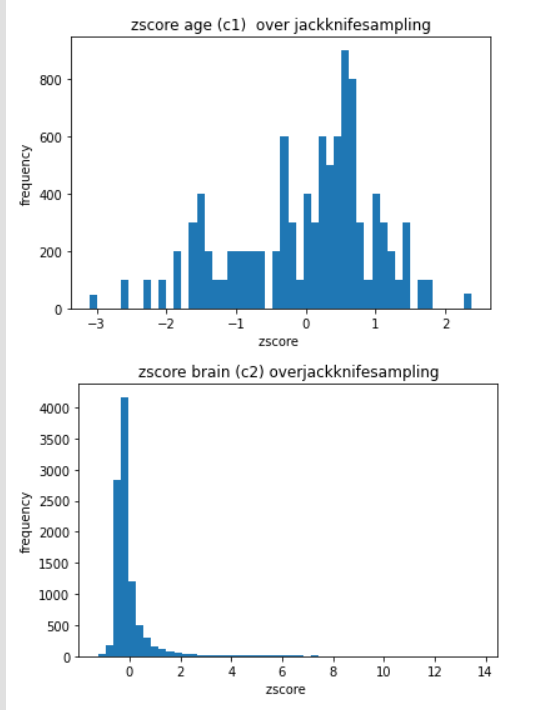 zscore age (c1) over jackknifesampling
frequency
800
600
400
200
0
−3 −2 −1 0 1 2
zscore
zscore brain (c2) overjackknifesampling
frequency
4000
3500
3000
2500
2000
1500
1000
500
0
0 2 4 6 8 10 12 14
zscore